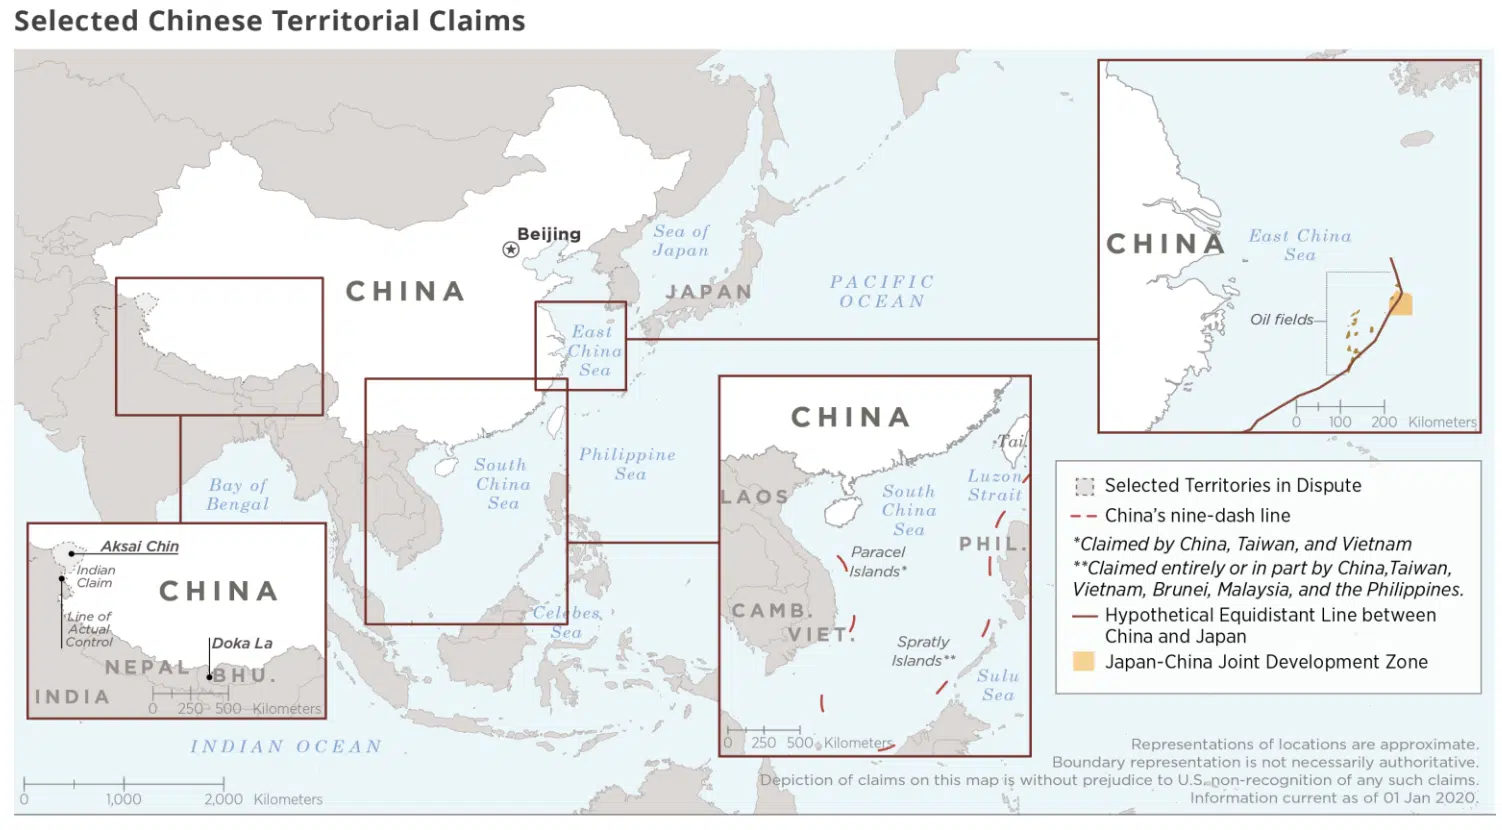 Selected Chinese Territorial Claims
Beijing
CHINA
Sea of
Japan
JAPAN
PACIFIC
OCEAN
East
China
Sea
South
China
Sea
Philippine
Sea
Bay of
Bengal
Celebes
Sea
INDIAN OCEAN
0 1,000 2,000 Kilometers
Aksai Chin
Indian
Claim
CHINA
Line of
Actual
Control
Doka La
NEPAL
BHU.
INDIA
0 250 500 Kilometers
CHINA
Tai.
LAOS
South
China
Sea
Luzon
Strait
PHIL.
Paracel
Islands*
CAMB.
VIET.
Spratly
Islands**
Sulu
Sea
0 250 500 Kilometers
CHINA
East China
Sea
Oil fields
0 100 200 Kilometers
Selected Territories in Dispute
China's nine-dash line
*Claimed by China, Taiwan, and Vietnam
**Claimed entirely or in part by China,Taiwan,
Vietnam, Brunei, Malaysia, and the Philippines.
Hypothetical Equidistant Line between
China and Japan
Japan-China Joint Development Zone
Representations of locations are approximate.
Boundary representation is not necessarily authoritative.
Depiction of claims on this map is without prejudice to U.S. non-recognition of any such claims.
Information current as of 01 Jan 2020.